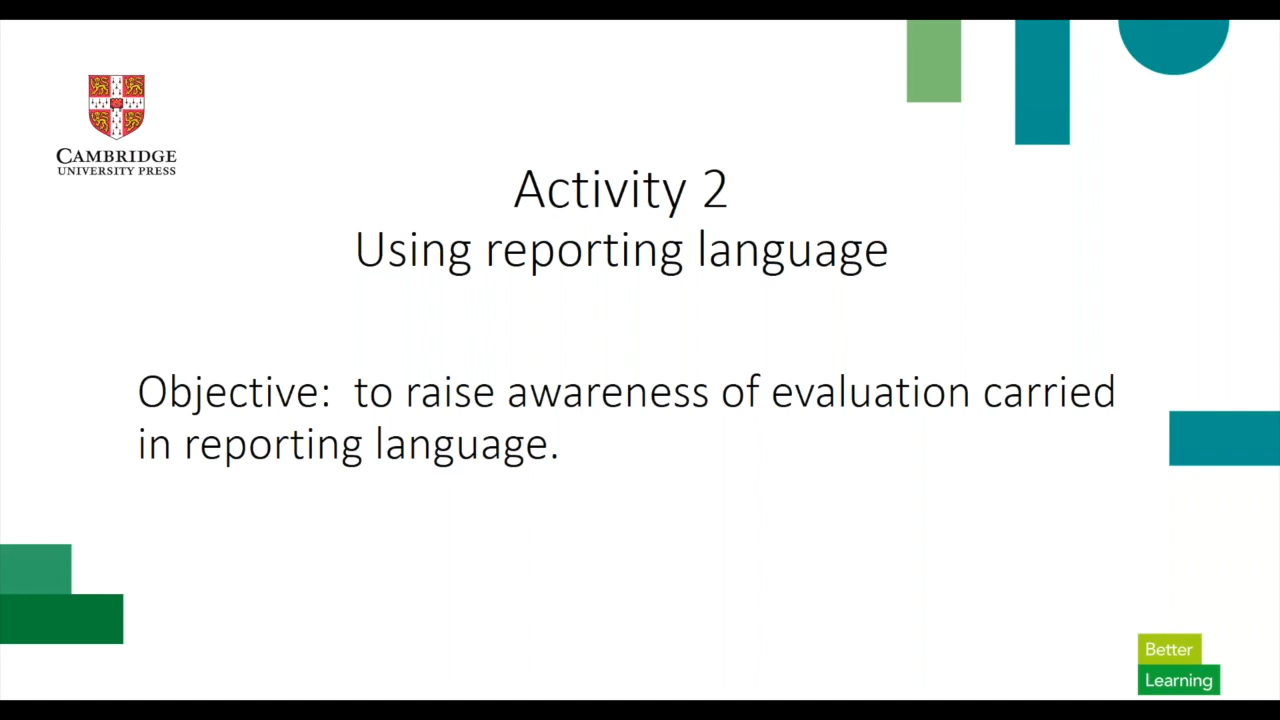 CAMBRIDGE
UNIVERSITY PRESS
Activity 2
Using reporting language
Objective:  to raise awareness of evaluation carried
in reporting language.
Better
Learning